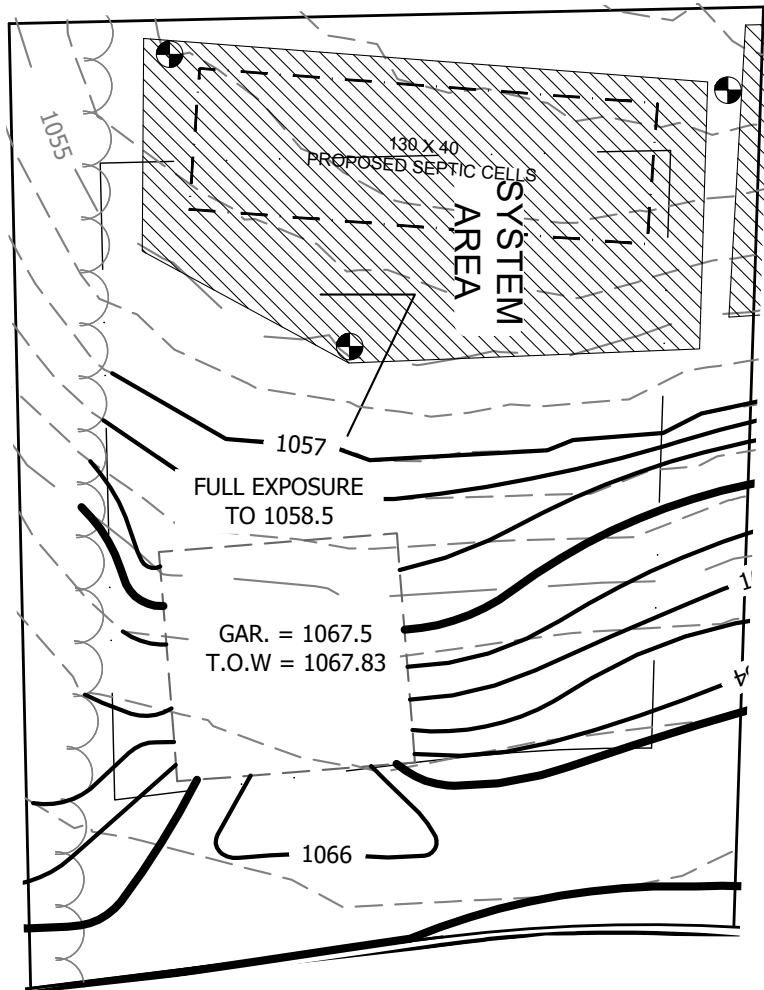 1055
130 X 40
PROPOSED SEPTIC CELLS
SYSTEM
AREA
1057
FULL EXPOSURE
TO 1058.5
GAR. = 1067.5
T.O.W = 1067.83
1066